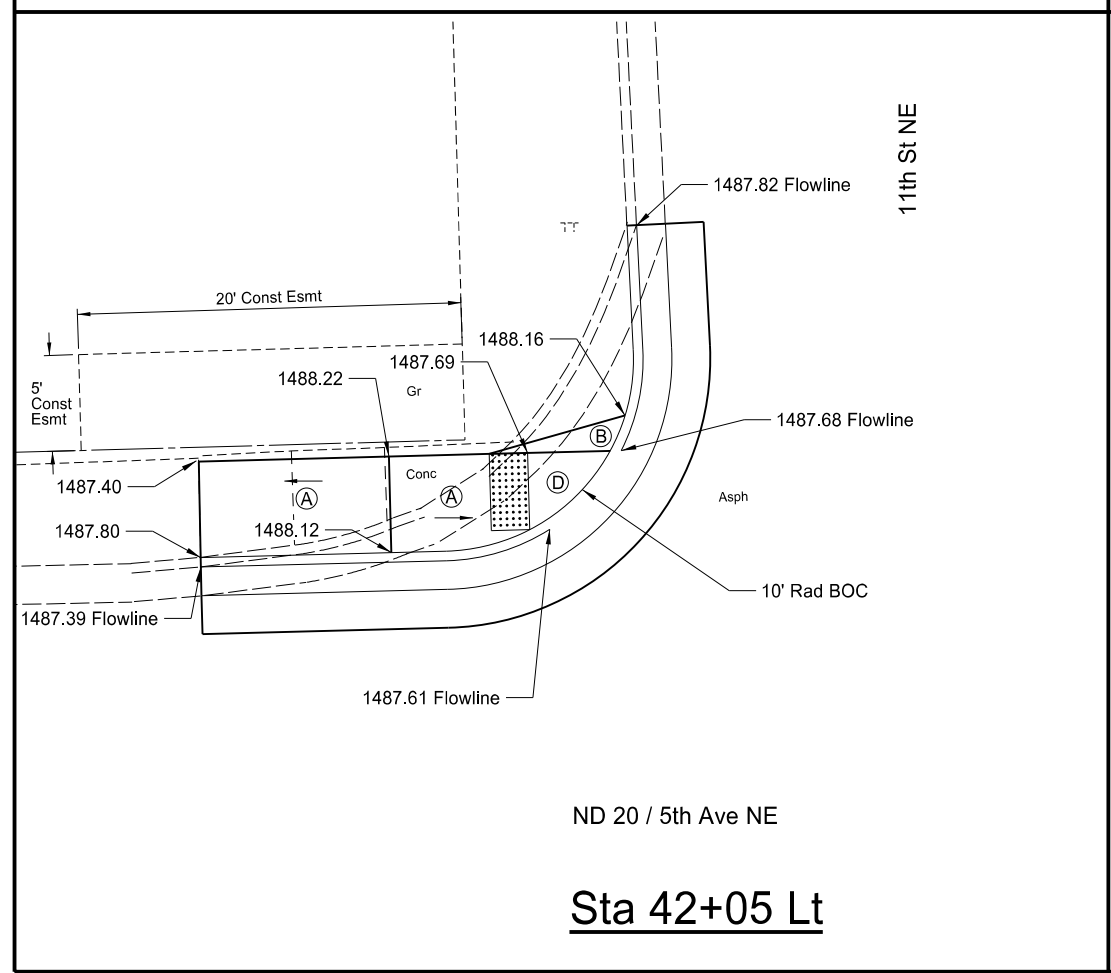 11th St NE
1487.82 Flowline
20' Const Esmt
1488.16
1487.69
1488.22
5'
Const
Esmt
Gr
1487.68 Flowline
B
Conc
1487.40
A
A
D
Asph
1487.80
1488.12
10' Rad BOC
1487.39 Flowline
1487.61 Flowline
ND 20 / 5th Ave NE
Sta 42+05 Lt